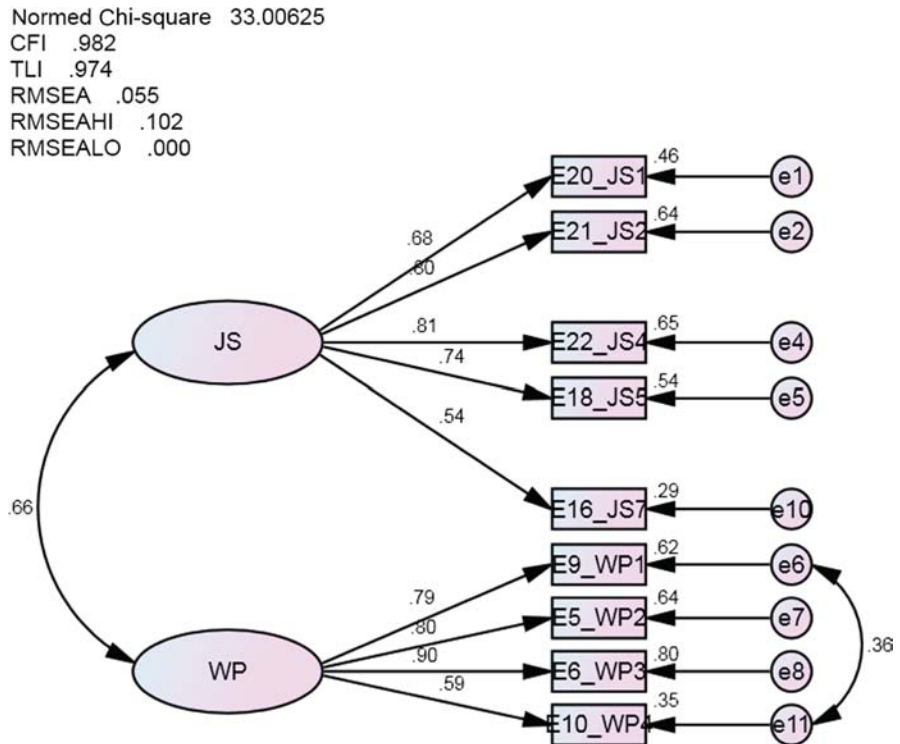 Normed Chi-square 33.00625
CFI .982
TLI .974
RMSEA .055
RMSEAHI .102
RMSEALO .000
.46
E20_JS1
e1
.64
E21_JS2
e2
.68
.80
JS
.81
.65
E22_JS4
e4
.74
.54
E18_JS5
e5
.54
.29
E16_JS7
e10
.66
.62
E9_WP1
e6
.79
.64
E5_WP2
e7
.80
.36
.90
.80
E6_WP3
e8
WP
.59
.35
E10_WP4
e11